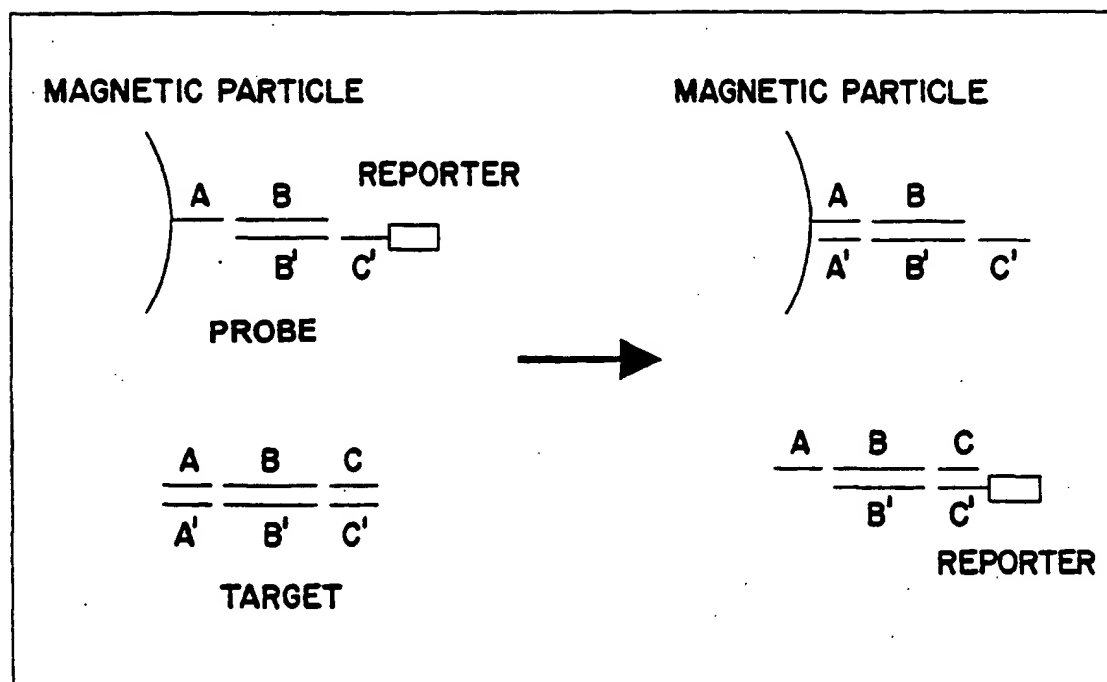 MAGNETIC PARTICLE
A B REPORTER
B' C'
PROBE
A B C
A' B' C'
TARGET
MAGNETIC PARTICLE
A B
A' B' C'
A B C
B' C'
REPORTER